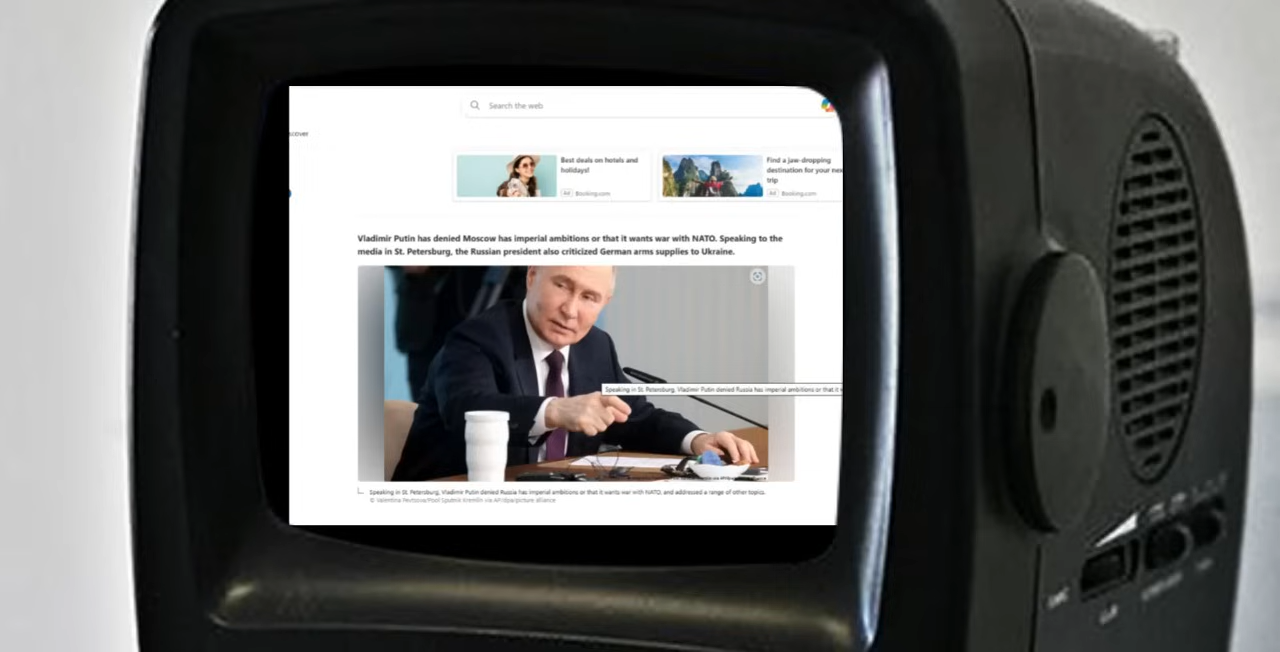 Search the web
scover
Best deals on hotels and
holidays!
Ad Booking.com
Find a jaw-dropping
destination for your nex
trip
Ad Booking.com
Vladimir Putin has denied Moscow has imperial ambitions or that it wants war with NATO. Speaking to the
media in St. Petersburg, the Russian president also criticized German arms supplies to Ukraine.
Speaking in St. Petersburg, Vladimir Putin denied Russia has imperial ambitions or that it
Speaking in St. Petersburg, Vladimir Putin denied Russia has imperial ambitions or that it wants war with NATO, and addressed a range of other topics.